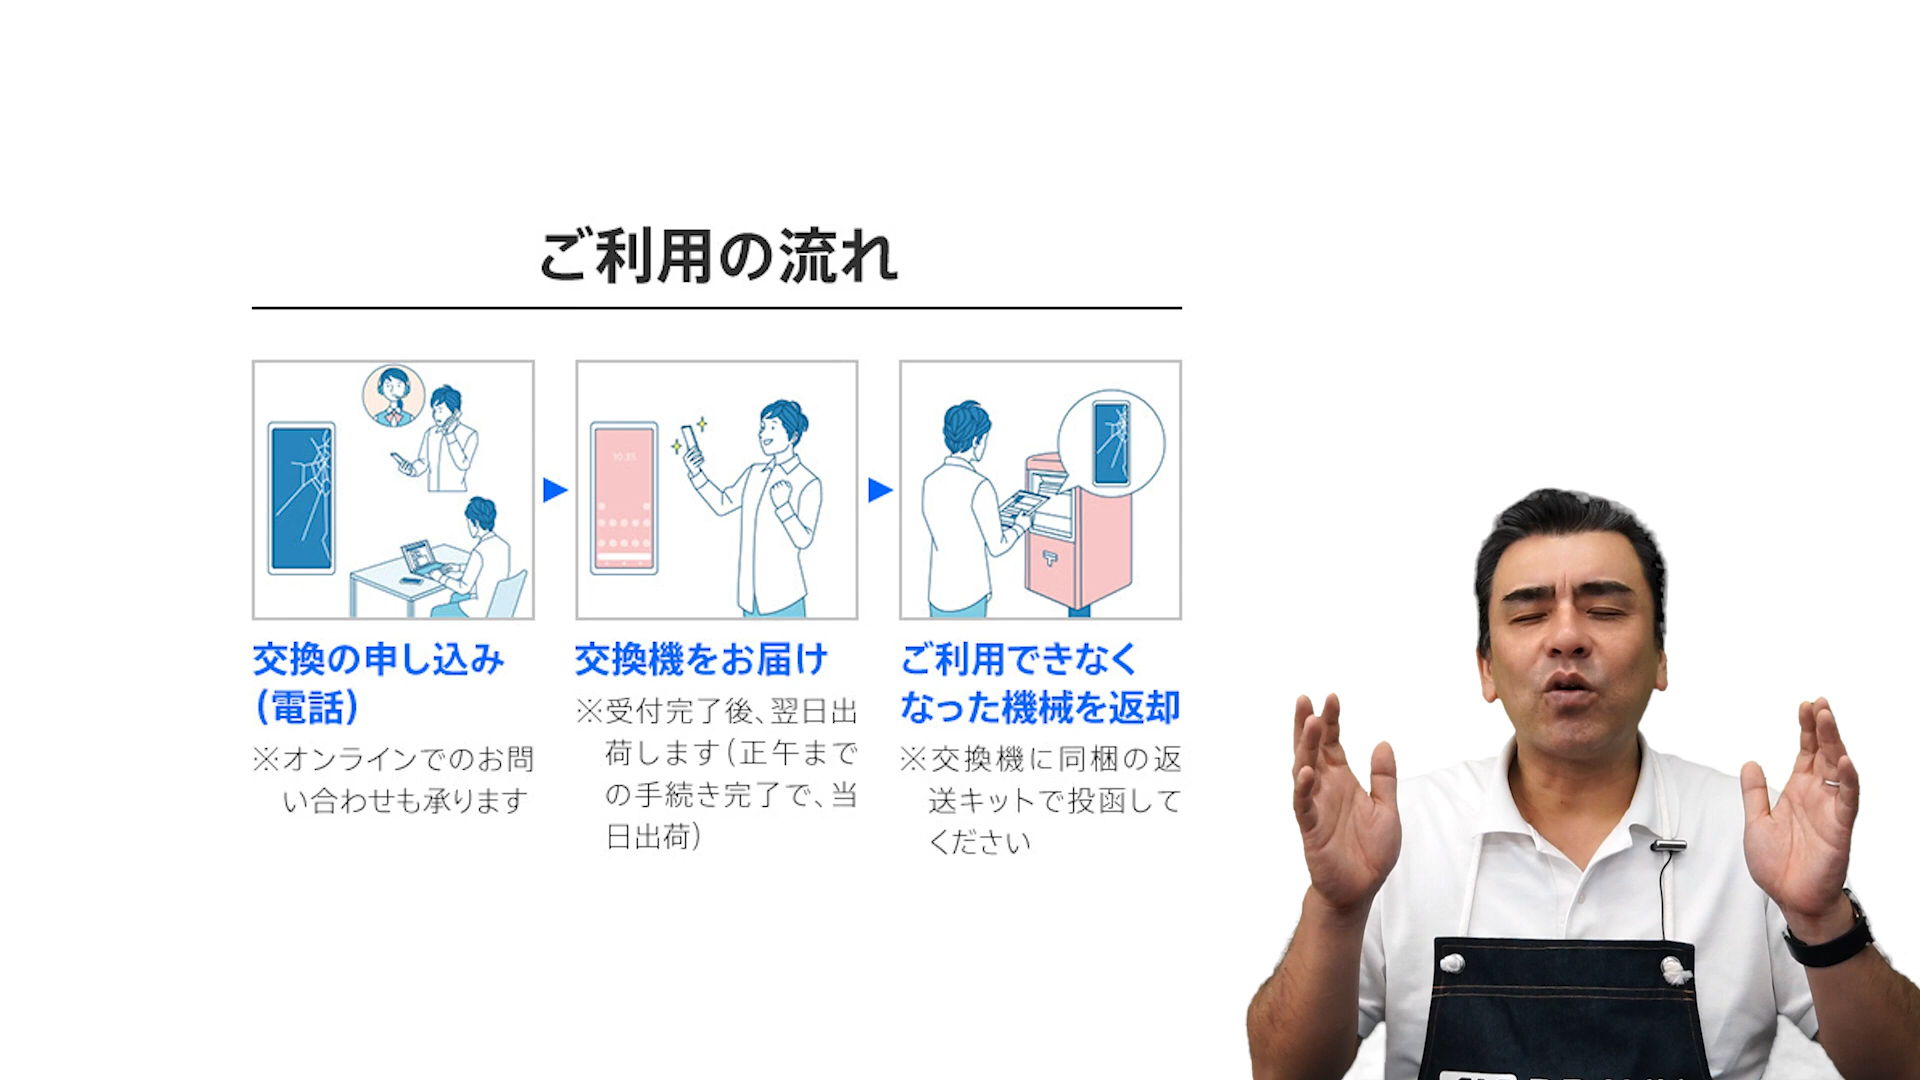 ご利用の流れ
10:35
交換の申し込み
(電話)
※オンラインでのお問
い合わせも承ります
交換機をお届け
※受付完了後、翌日出
荷します(正午まで
の手続き完了で、当
日出荷)
ご利用できなく
なった機械を返却
※交換機に同梱の返
送キットで投函して
ください